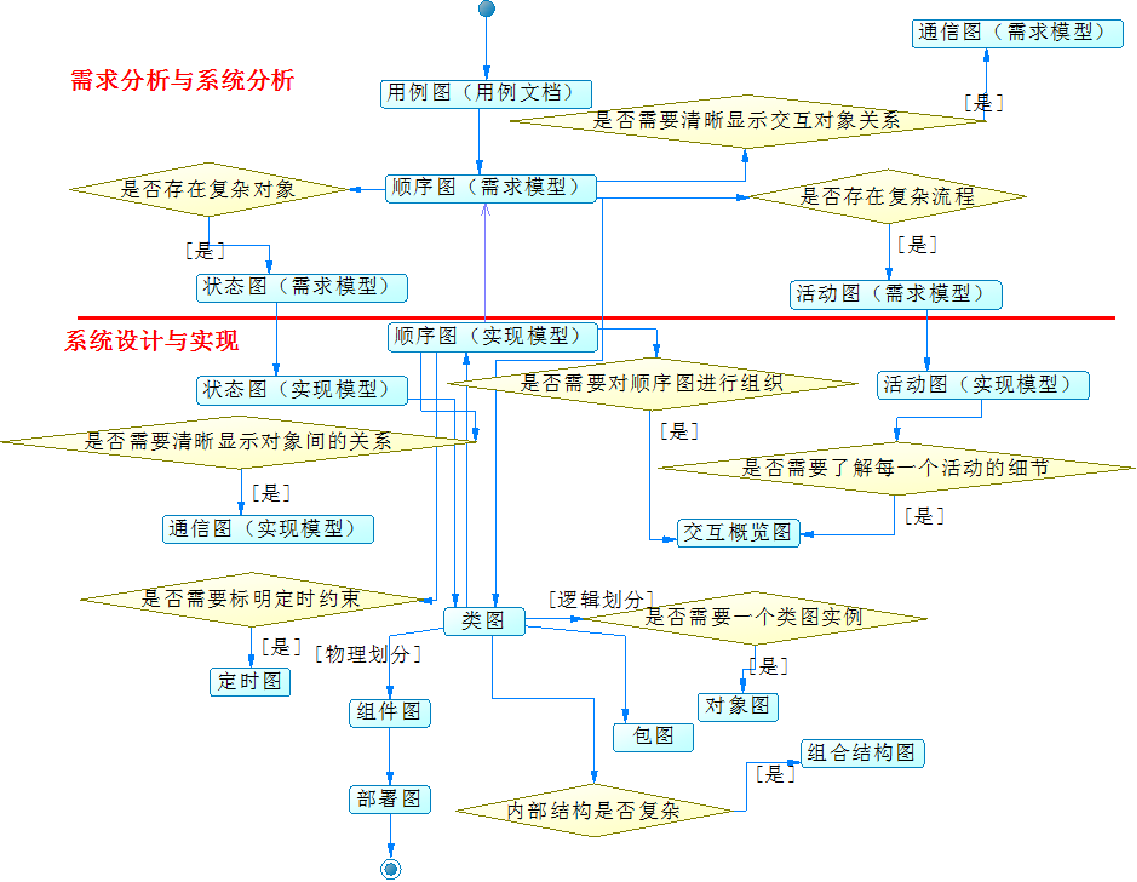 通信图（需求模型）
需求分析与系统分析
用例图（用例文档）
[是]
是否需要清晰显示交互对象关系
是否存在复杂对象
顺序图（需求模型）
是否存在复杂流程
[是]
[是]
状态图（需求模型）
活动图（需求模型）
系统设计与实现
顺序图（实现模型）
状态图（实现模型）
是否需要对顺序图进行组织
活动图（实现模型）
是否需要清晰显示对象间的关系
[是]
是否需要了解每一个活动的细节
[是]
[是]
通信图（实现模型）
交互概览图
是否需要标明定时约束
[逻辑划分]
类图
是否需要一个类图实例
[是]
[物理划分]
[是]
定时图
组件图
对象图
包图
组合结构图
[是]
部署图
内部结构是否复杂